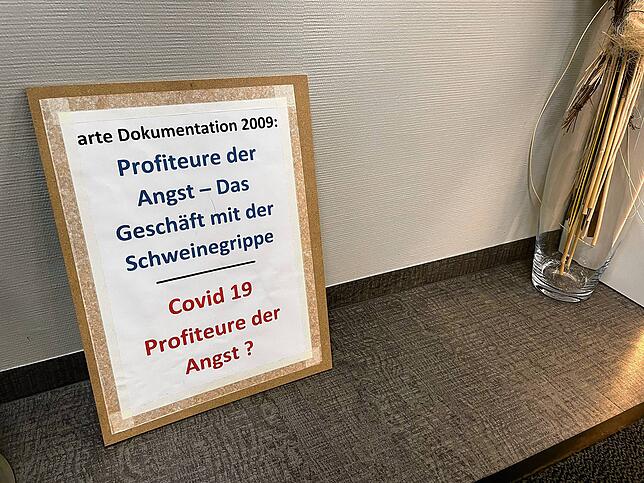 arte Dokumentation 2009:
Profiteure der
Angst – Das
Geschäft mit der
Schweinegrippe
Covid 19
Profiteure der
Angst ?